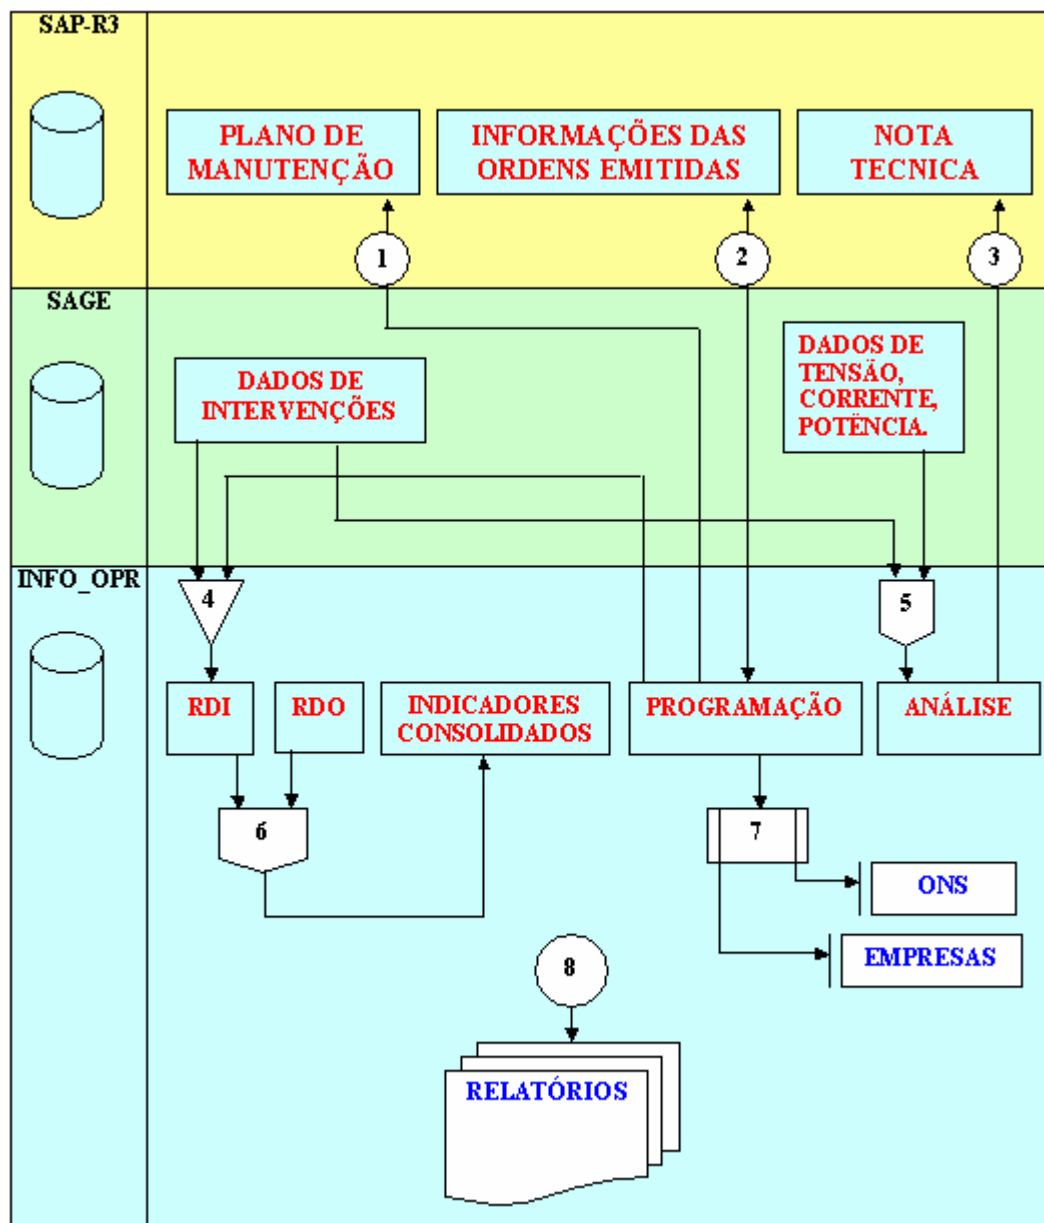 SAP-R3
PLANO DE
MANUTENÇÃO
INFORMAÇÕES DAS
ORDENS EMITIDAS
NOTA
TECNICA
1
2
3
SAGE
DADOS DE
INTERVENÇÕES
DADOS DE
TENSÃO,
CORRENTE,
POTÊNCIA.
INFO_OPR
4
5
RDI
RDO
INDICADORES
CONSOLIDADOS
PROGRAMAÇÃO
ANÁLISE
6
7
ONS
EMPRESAS
8
RELATÓRIOS